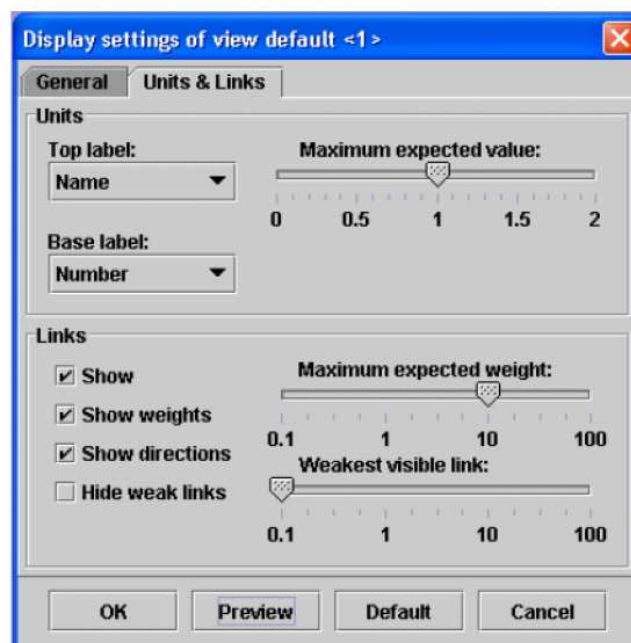 Display settings of view default <1>
General Units & Links
Units
Top label: Maximum expected value:
Name
0 0.5 1 1.5 2
Base label:
Number
Links
Show Maximum expected weight:
Show weights
0.1 1 10 100
Show directions
Weakest visible link:
Hide weak links
0.1 1 10 100
OK Preview Default Cancel